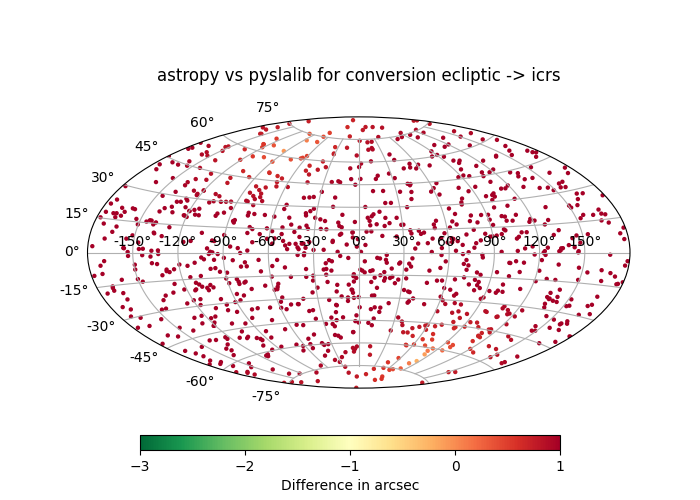 astropy vs pyslalib for conversion ecliptic -> icrs
75°
60°
45°
30°
15°
0°
-150° -120° -90° -60° -30° 0° 30° 60° 90° 120° 150°
-15°
-30°
-45°
-60°
-75°
−3 −2 −1 0 1
Difference in arcsec